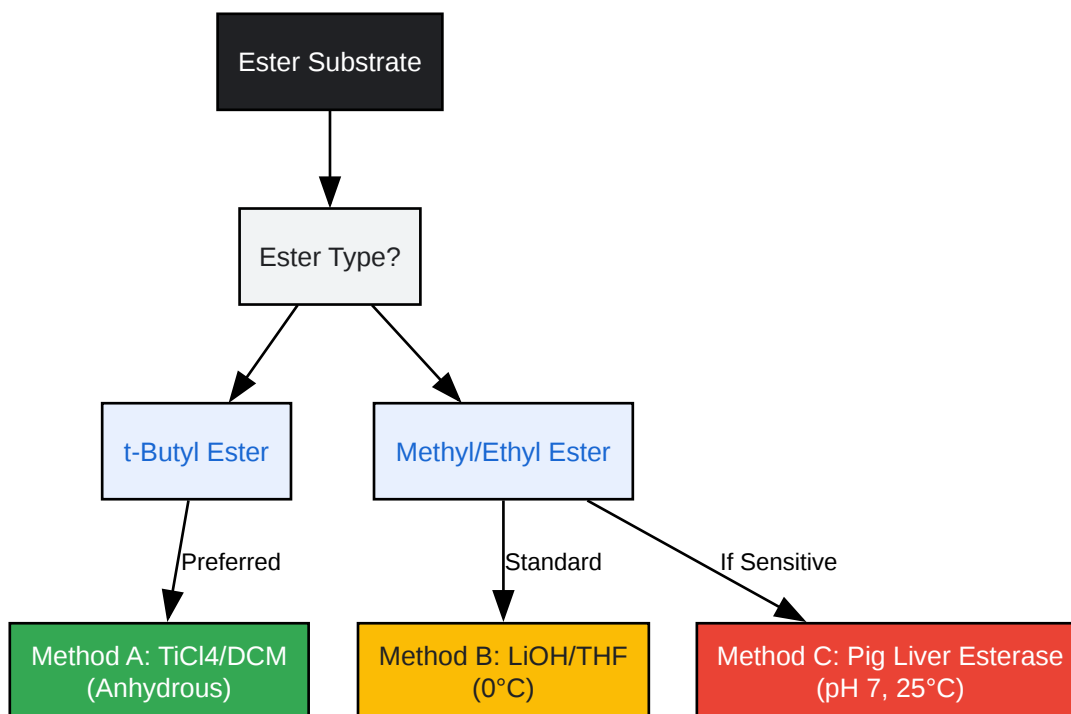 Ester Substrate
Ester Type?
t-Butyl Ester
Methyl/Ethyl Ester
Preferred
Standard
If Sensitive
Method A: TiCl4/DCM
(Anhydrous)
Method B: LiOH/THF
(0°C)
Method C: Pig Liver Esterase
(pH 7, 25°C)